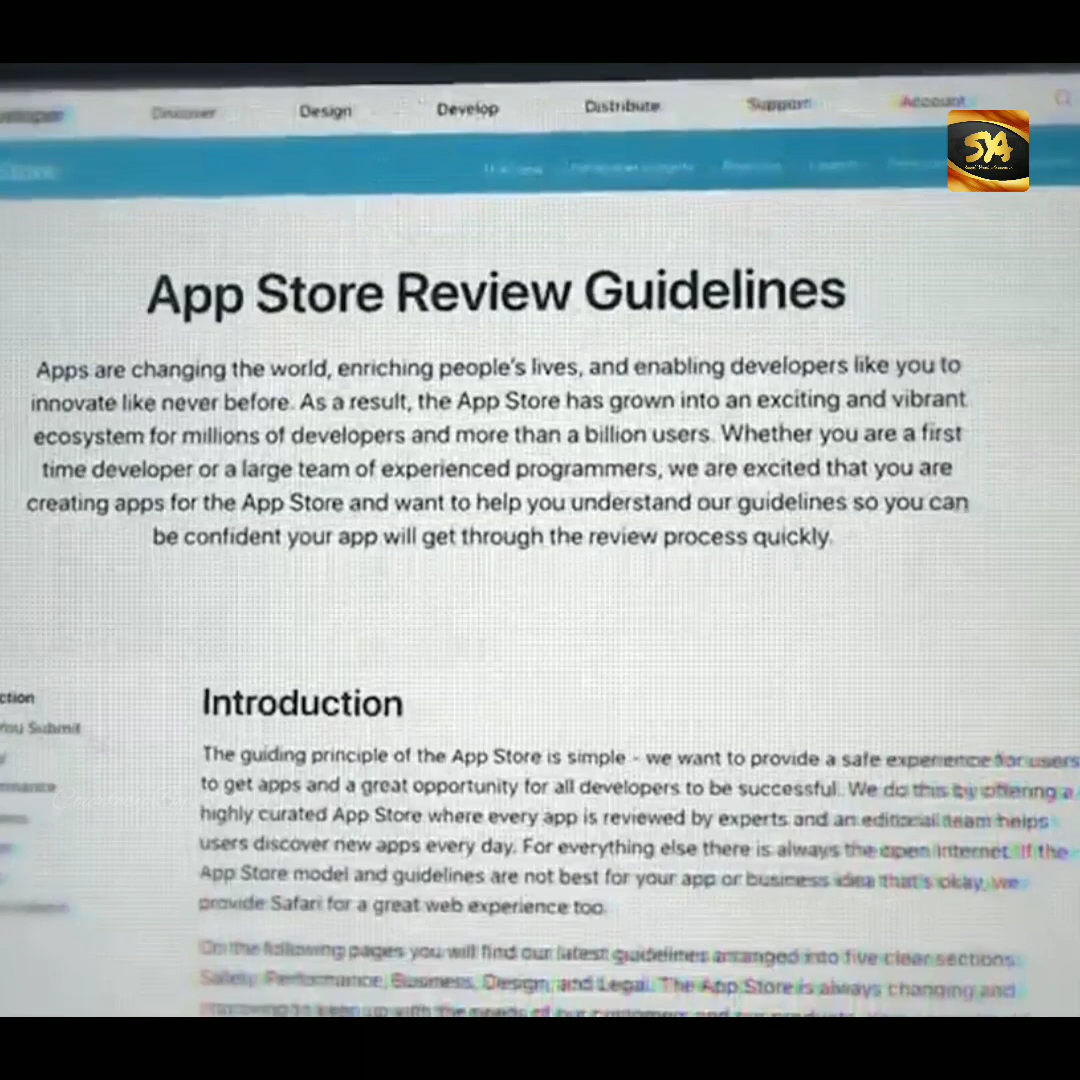 Discover Design Develop Distribute Support Account
SYA
App Store Review Guidelines
Apps are changing the world, enriching people's lives, and enabling developers like you to
innovate like never before. As a result, the App Store has grown into an exciting and vibrant
ecosystem for millions of developers and more than a billion users. Whether you are a first
time developer or a large team of experienced programmers, we are excited that you are
creating apps for the App Store and want to help you understand our guidelines so you can
be confident your app will get through the review process quickly.
ction
You Submit
Introduction
The guiding principle of the App Store is simple - we want to provide a safe experience for users
to get apps and a great opportunity for all developers to be successful. We do this by offering a
highly curated App Store where every app is reviewed by experts and an editorial team helps
users discover new apps every day. For everything else there is always the open Internet. If the
App Store model and guidelines are not best for your app or business idea that's okay, we
provide Safari for a great web experience too.
On the following pages you will find our latest guidelines arranged into five clear sections:
Safety, Performance, Business, Design, and Legal. The App Store is always changing and